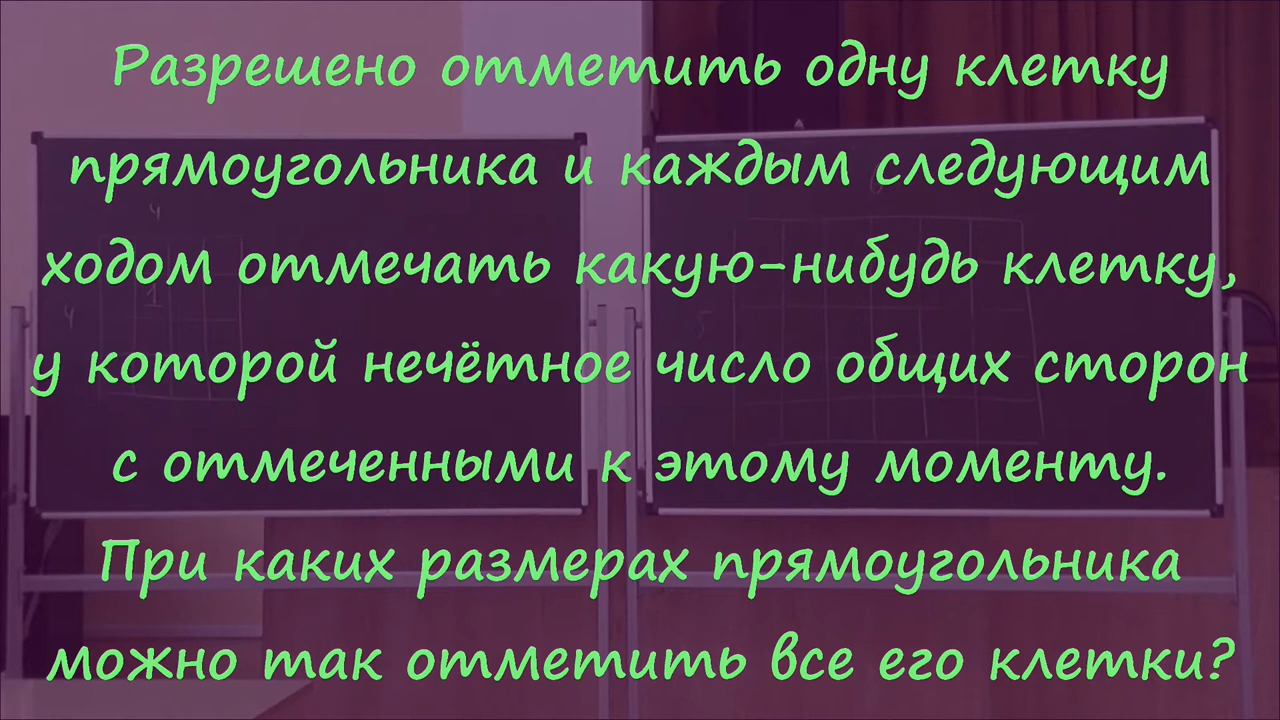 Разрешено отметить одну клетку
прямоугольника и каждым следующим
ходом отмечать какую-нибудь клетку,
у которой нечётное число общих сторон
с отмеченными к этому моменту.
При каких размерах прямоугольника
можно так отметить все его клетки?